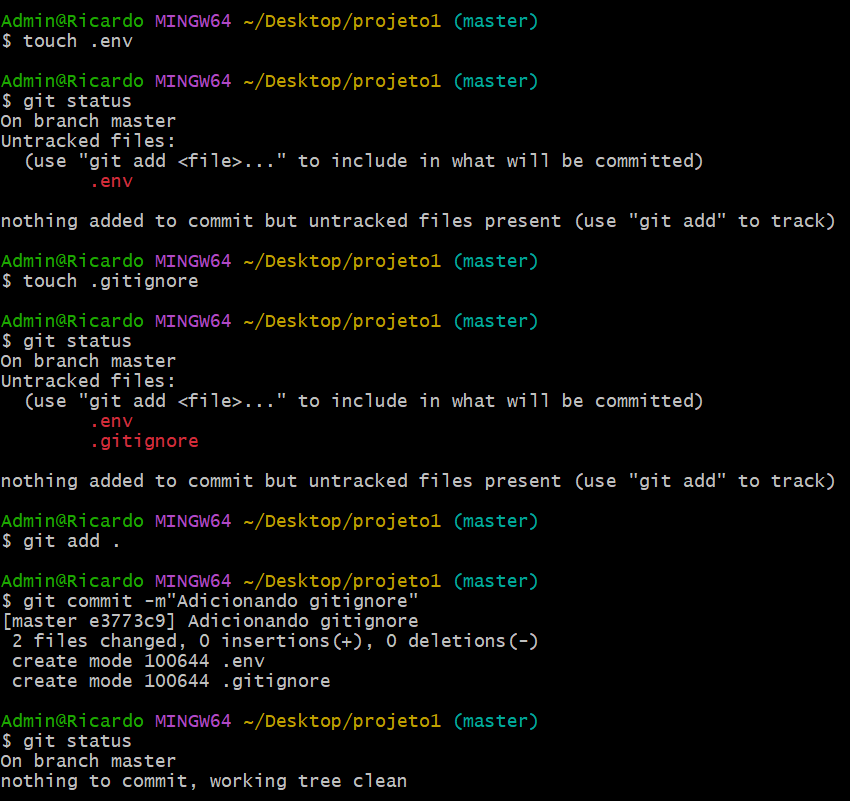 Admin@Ricardo MINGW64 ~/Desktop/projeto1 (master)
$ touch .env
Admin@Ricardo MINGW64 ~/Desktop/projeto1 (master)
$ git status
On branch master
Untracked files:
  (use "git add <file>..." to include in what will be committed)
        .env
nothing added to commit but untracked files present (use "git add" to track)
Admin@Ricardo MINGW64 ~/Desktop/projeto1 (master)
$ touch .gitignore
Admin@Ricardo MINGW64 ~/Desktop/projeto1 (master)
$ git status
On branch master
Untracked files:
  (use "git add <file>..." to include in what will be committed)
        .env
        .gitignore
nothing added to commit but untracked files present (use "git add" to track)
Admin@Ricardo MINGW64 ~/Desktop/projeto1 (master)
$ git add .
Admin@Ricardo MINGW64 ~/Desktop/projeto1 (master)
$ git commit -m"Adicionando gitignore"
[master e3773c9] Adicionando gitignore
 2 files changed, 0 insertions(+), 0 deletions(-)
 create mode 100644 .env
 create mode 100644 .gitignore
Admin@Ricardo MINGW64 ~/Desktop/projeto1 (master)
$ git status
On branch master
nothing to commit, working tree clean